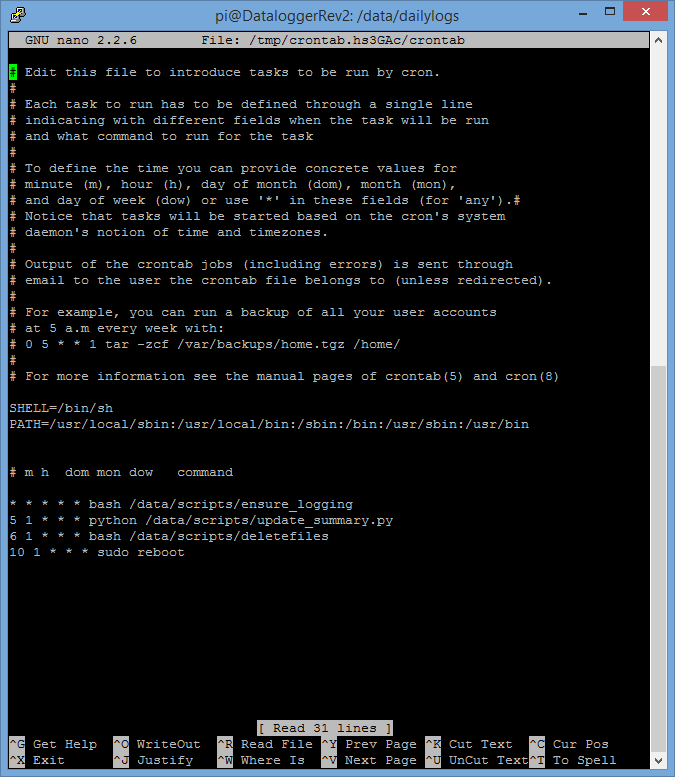 pi@DataloggerRev2: /data/dailylogs
GNU nano 2.2.6 File: /tmp/crontab.hs3GAc/crontab
# Edit this file to introduce tasks to be run by cron.
#
# Each task to run has to be defined through a single line
# indicating with different fields when the task will be run
# and what command to run for the task
#
# To define the time you can provide concrete values for
# minute (m), hour (h), day of month (dom), month (mon),
# and day of week (dow) or use '*' in these fields (for 'any').#
# Notice that tasks will be started based on the cron's system
# daemon's notion of time and timezones.
#
# Output of the crontab jobs (including errors) is sent through
# email to the user the crontab file belongs to (unless redirected).
#
# For example, you can run a backup of all your user accounts
# at 5 a.m every week with:
# 0 5 * * 1 tar -zcf /var/backups/home.tgz /home/
#
# For more information see the manual pages of crontab(5) and cron(8)
SHELL=/bin/sh
PATH=/usr/local/sbin:/usr/local/bin:/sbin:/bin:/usr/sbin:/usr/bin
# m h  dom mon dow   command
* * * * * bash /data/scripts/ensure_logging
5 1 * * * python /data/scripts/update_summary.py
6 1 * * * bash /data/scripts/deletefiles
10 1 * * * sudo reboot
[ Read 31 lines ]
^G Get Help ^O WriteOut ^R Read File ^Y Prev Page ^K Cut Text ^C Cur Pos
^X Exit ^J Justify ^W Where Is ^V Next Page ^U UnCut Text ^T To Spell